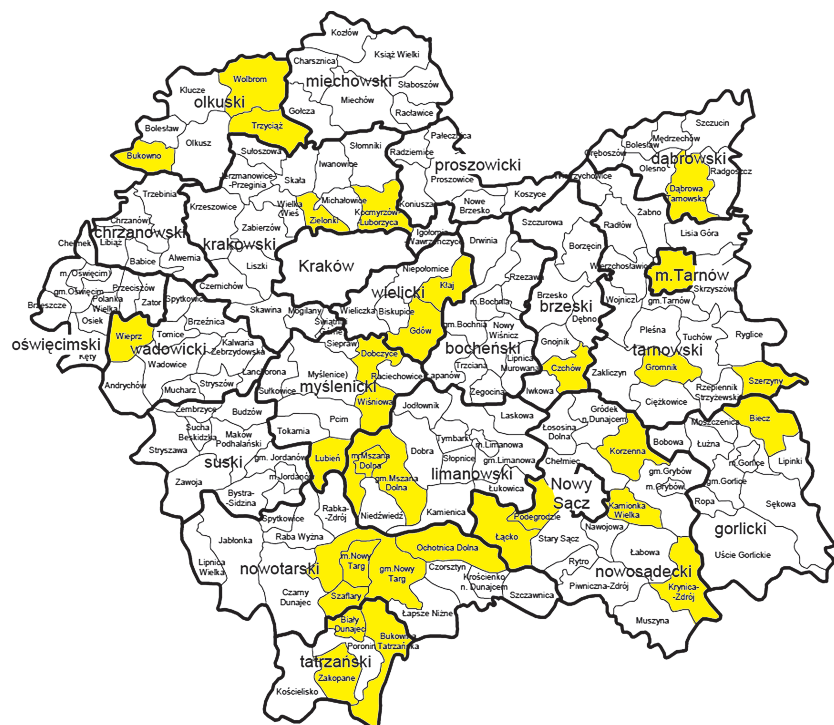 Kozłów
Książ Wielki
Charsznica
miechowski
Słaboszów
Miechów
Racławice
Gołcza
Wolbrom
Klucze
olkuski
Trzyciąż
Bolesław
Olkusz
Bukowno
Sułoszowa
Jerzmanowice
-Przeginia
Skała
Iwanowice
Słomniki
Pałecznica
Radziemice
proszowicki
Proszowice
Koniusza
Nowe
Brzesko
Koszyce
Szczucin
Mędrzechów
Bolesław
Gręboszów
Olesno
dąbrowski
Radgoszcz
Dąbrowa
Tarnowska
Trzebinia
Chrzanów
chrzanowski
Chełmek
Libiąż
Babice
Alwernia
Krzeszowice
Wielka
Wieś
Zielonki
Michałowice
Kocmyrzów-
Luborzyca
Zabierzów
krakowski
Liszki
Czernichów
Kraków
Igołomia
Wawrzeńczyce
Skawina
Mogilany
Świątniki
Niepołomice
Kłaj
wielicki
Wieliczka
Biskupice
Gdów
Drwinia
Szczurowa
Rzezawa
m.Bochnia
gm.Bochnia
Nowy
Wiśnicz
bocheński
Trzciana
Lipnica
Murowana
Łapanów
Żegocina
Borzęcin
Brzesko
brzeski
Dębno
Gnojnik
Czchów
Iwkowa
Żabno
Radłów
Wierzchosławice
Lisia Góra
m.Tarnów
Skrzyszów
Wojnicz
gm.Tarnów
Pleśna
Tuchów
Ryglice
tarnowski
Zakliczyn
Gromnik
Szerzyny
Rzepiennik
Strzyżewski
Ciężkowice
m. Oświęcim
gm.Oświęcim
Przeciszów
Brzeszcze
Polanka
Wielka
Zator
Osiek
oświęcimski
Kęty
Spytkowice
Wieprz
Tomice
Brzeźnica
wadowicki
Kalwaria
Zebrzydowska
Wadowice
Lanckorona
Andrychów
Mucharz
Stryszów
Siepraw
Dobczyce
Myślenice
myślenicki
Raciechowice
Sułkowice
Wiśniowa
Pcim
Tokarnia
Lubień
Zembrzyce
Budzów
Sucha
Beskidzka
Maków
Podhalański
Stryszawa
suski
gm. Jordanów
m.Jordanów
Zawoja
Bystra-
-Sidzina
Jodłownik
Laskowa
Tymbark
m.Limanowa
Dobra
Słopnice
gm.Limanowa
m.Mszana
Dolna
gm.Mszana
Dolna
limanowski
Łukowica
Niedźwiedź
Kamienica
Gródek
n.Dunajcem
Łososina
Dolna
Bobowa
Korzenna
Chełmiec
gm.Grybów
m.Grybów
Nowy
Sącz
Kamionka
Wielka
Podegrodzie
Łącko
Nawojowa
Stary Sącz
Łabowa
Rytro
nowosądecki
Piwniczna-Zdrój
Krynica-
-Zdrój
Muszyna
Moszczenica
Biecz
Łużna
m.Gorlice
Lipinki
gm.Gorlice
Ropa
Sękowa
gorlicki
Uście Gorlickie
Rabka-
-Zdrój
Spytkowice
Raba Wyżna
Jabłonka
Lipnica
Wielka
nowotarski
m.Nowy
Targ
gm.Nowy
Targ
Ochotnica Dolna
Czorsztyn
Krościenko
n. Dunajcem
Szczawnica
Czarny
Dunajec
Szaflary
Łapsze Niżne
Biały
Dunajec
Bukowina
Tatrzańska
Poronin
tatrzański
Zakopane
Kościelisko